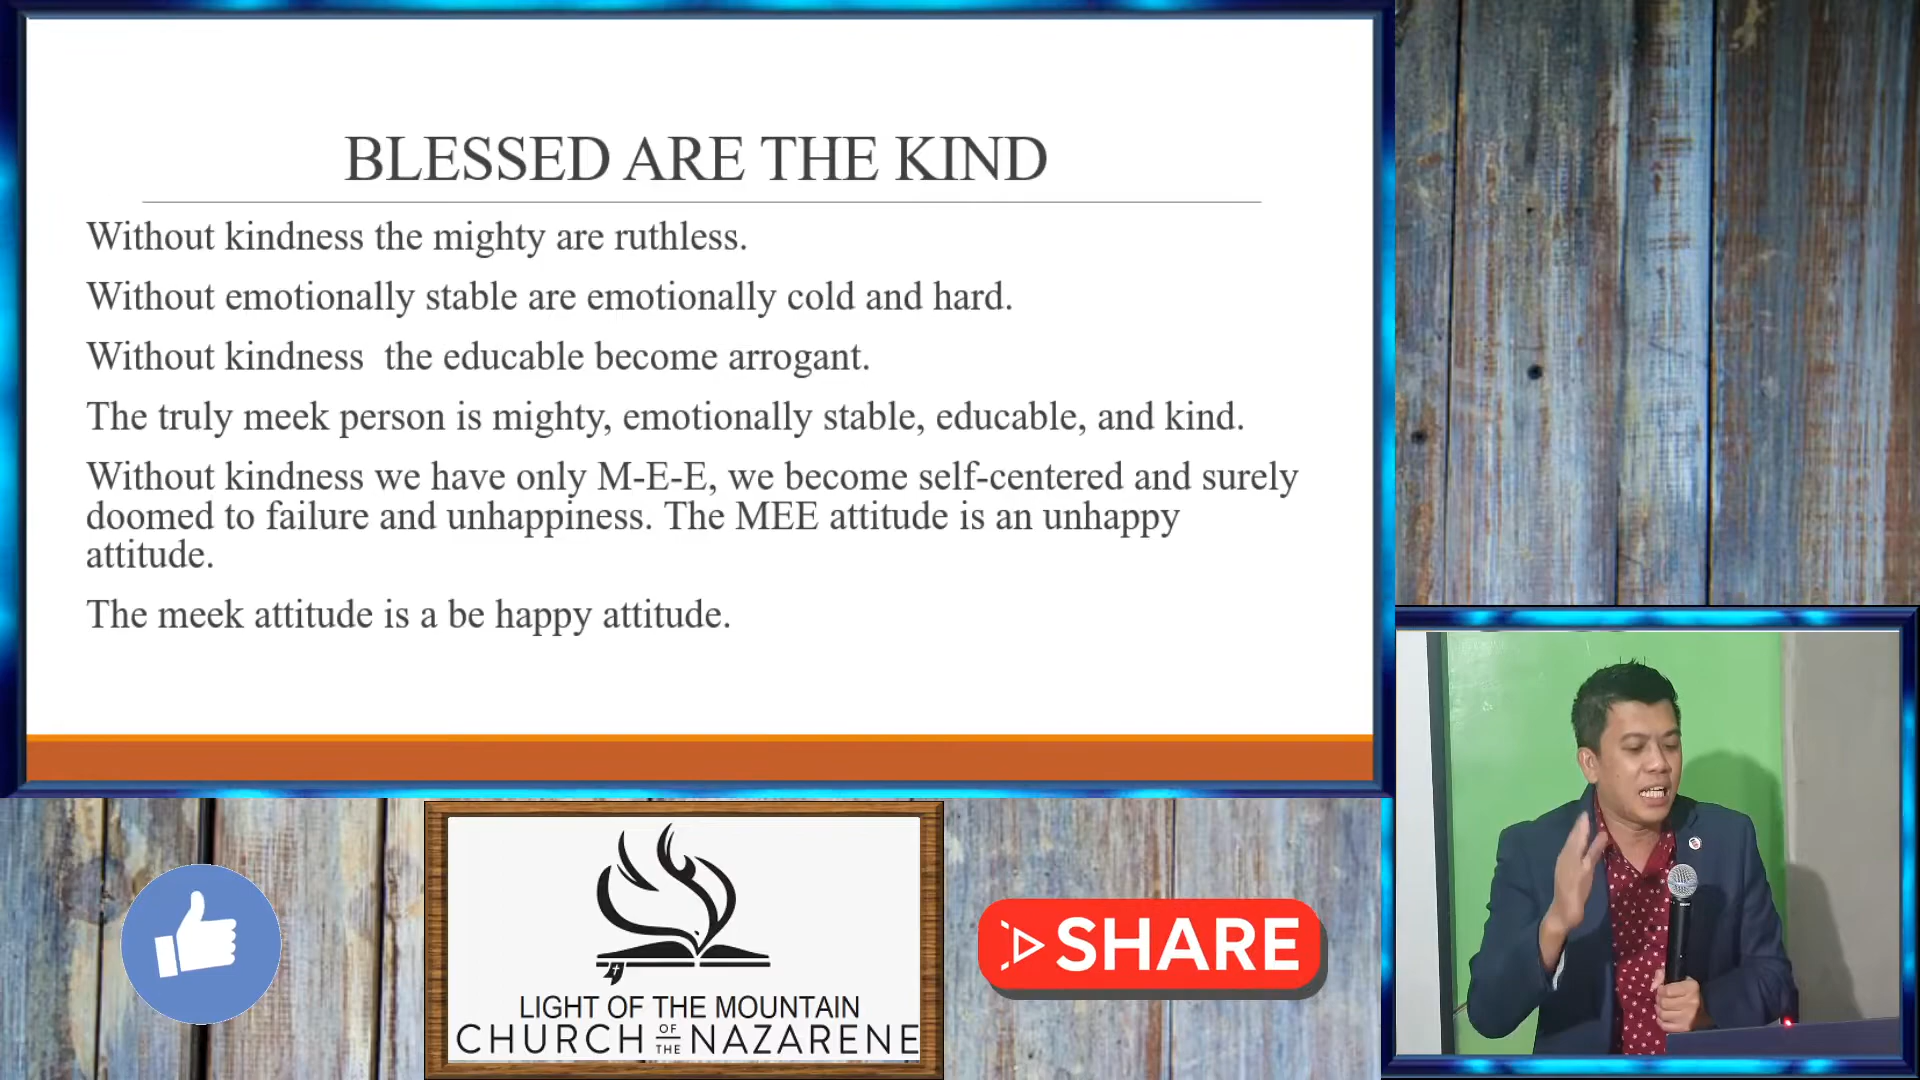 BLESSED ARE THE KIND
Without kindness the mighty are ruthless.
Without emotionally stable are emotionally cold and hard.
Without kindness  the educable become arrogant.
The truly meek person is mighty, emotionally stable, educable, and kind.
Without kindness we have only M-E-E, we become self-centered and surely
doomed to failure and unhappiness. The MEE attitude is an unhappy
attitude.
The meek attitude is a be happy attitude.
LIGHT OF THE MOUNTAIN
CHURCH OF THE NAZARENE
SHARE